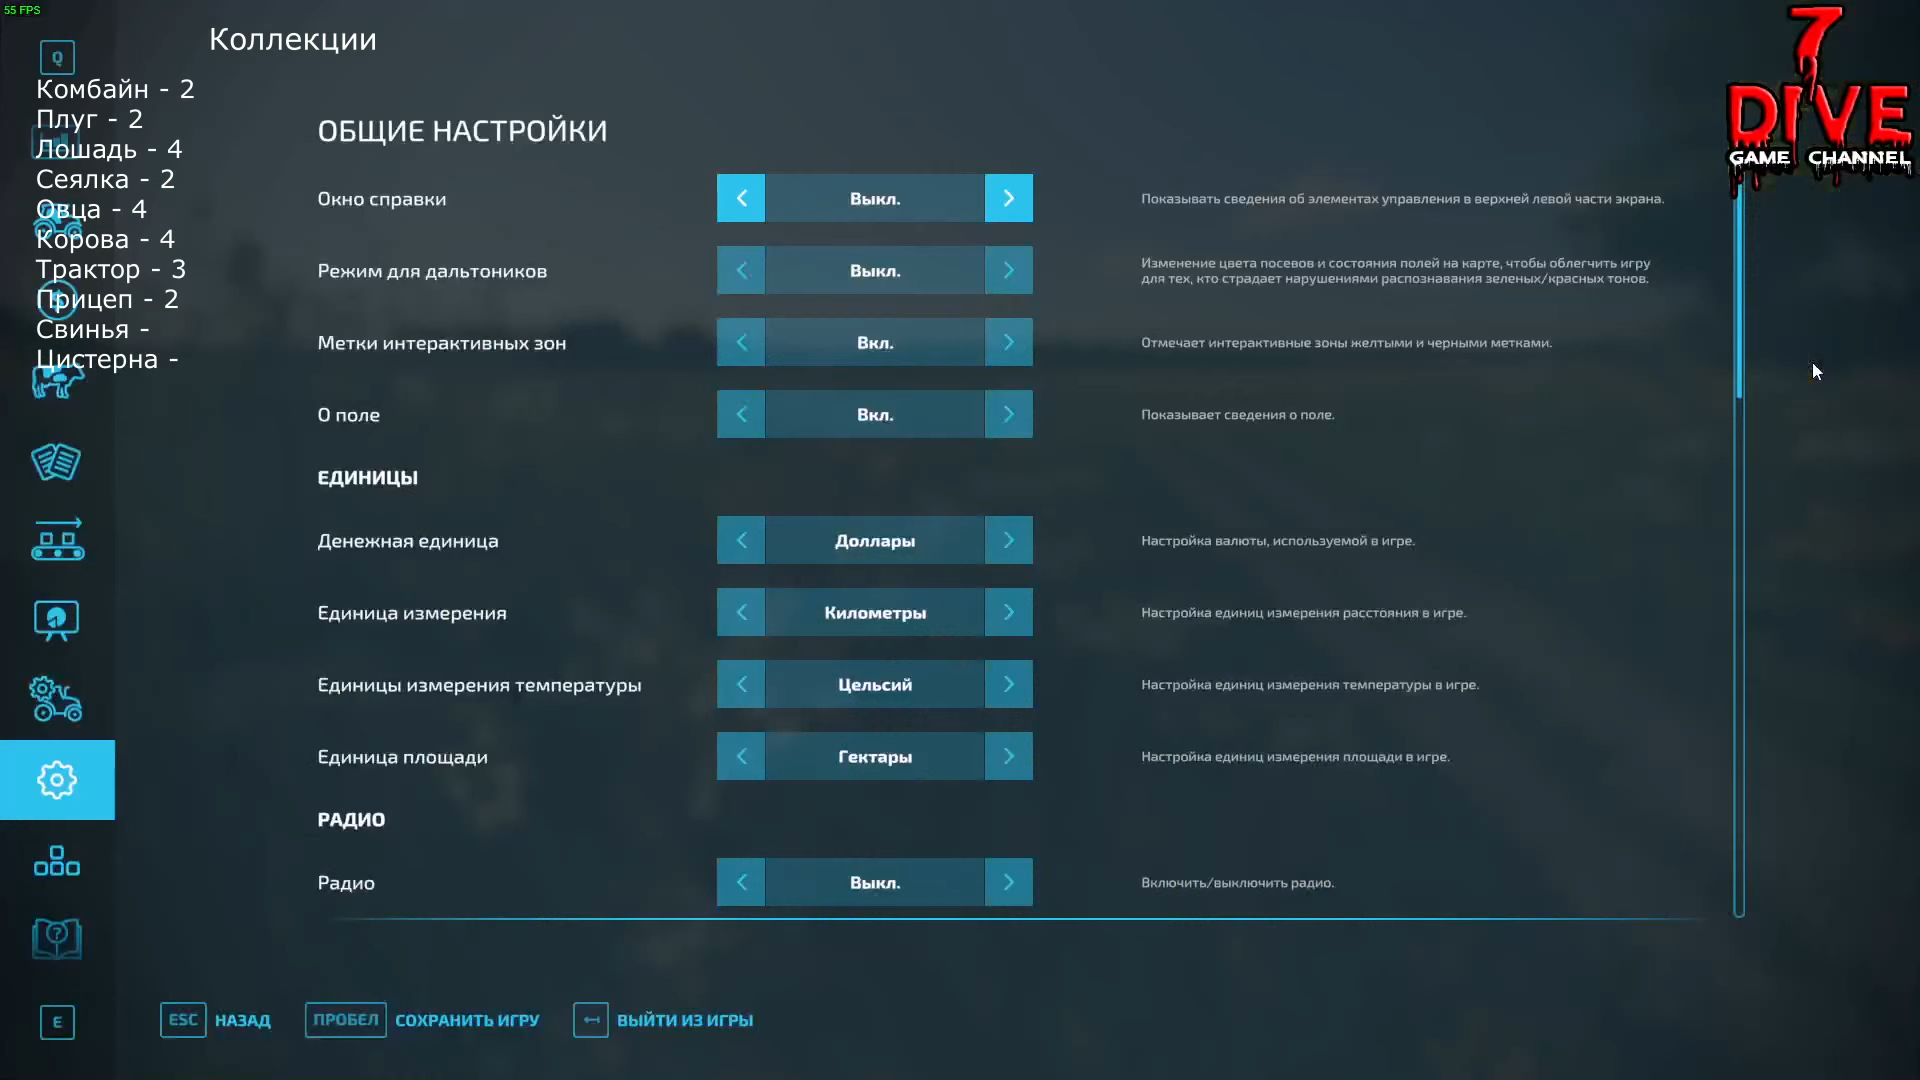 55 FPS
Коллекции
Q
Комбайн - 2
Плуг - 2
Лошадь - 4
Сеялка - 2
Овца - 4
Корова - 4
Трактор - 3
Прицеп - 2
Свинья -
Цистерна -
7
DIVE
GAME CHANNEL
ОБЩИЕ НАСТРОЙКИ
Окно справки
Выкл.
Показывать сведения об элементах управления в верхней левой части экрана.
Режим для дальтоников
Выкл.
Изменение цвета посевов и состояния полей на карте, чтобы облегчить игру
для тех, кто страдает нарушениями распознавания зеленых/красных тонов.
Метки интерактивных зон
Вкл.
Отмечает интерактивные зоны желтыми и черными метками.
О поле
Вкл.
Показывает сведения о поле.
ЕДИНИЦЫ
Денежная единица
Доллары
Настройка валюты, используемой в игре.
Единица измерения
Километры
Настройка единиц измерения расстояния в игре.
Единицы измерения температуры
Цельсий
Настройка единиц измерения температуры в игре.
Единица площади
Гектары
Настройка единиц измерения площади в игре.
РАДИО
Радио
Выкл.
Включить/выключить радио.
E
ESC НАЗАД
ПРОБЕЛ СОХРАНИТЬ ИГРУ
ВЫЙТИ ИЗ ИГРЫ